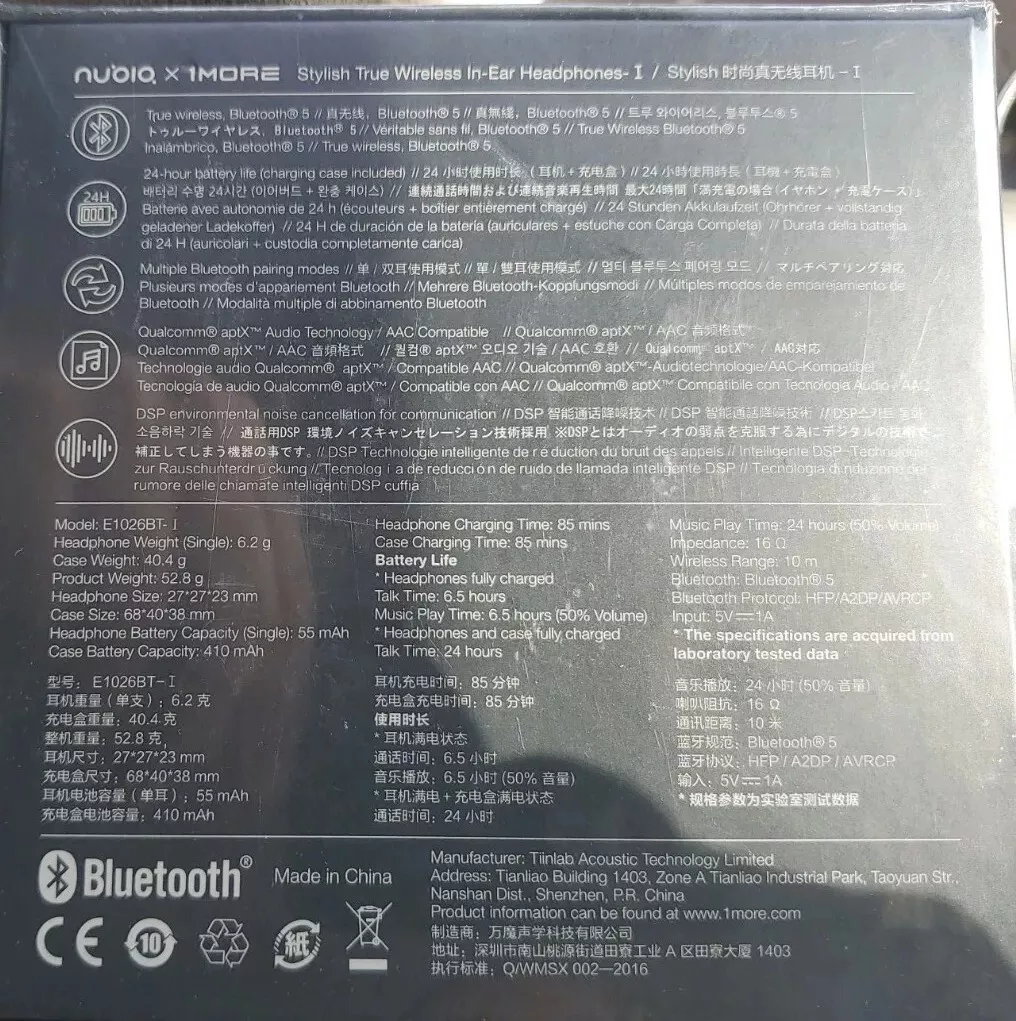 nubia × 1MORE Stylish True Wireless In-Ear Headphones- I / Stylish 时尚真无线耳机 - I
True wireless, Bluetooth® 5 // 真无线, Bluetooth® 5 // 真無線, Bluetooth® 5 // 트루 와이어리스, 블루투스® 5
トゥルーワイヤレス, Bluetooth® 5 // Véritable sans fil, Bluetooth® 5 // True Wireless Bluetooth® 5
Inalámbrico, Bluetooth® 5 // True wireless, Bluetooth® 5
24H
24-hour battery life (charging case included) // 24 小时使用时长 (耳机 + 充电盒) // 24 小時使用時長 (耳機 + 充電盒)
배터리 수명 24시간 (이어버드 + 완충 케이스) // 連続通話時間および連続音楽再生時間 最大24時間「満充電の場合(イヤホン + 充電ケース)」
Batterie avec autonomie de 24 h (écouteurs + boîtier entièrement chargé) // 24 Stunden Akkulaufzeit (Ohrhörer + vollständig
geladener Ladekoffer) // 24 H de duración de la batería (auriculares + estuche con Carga Completa) // Durata della batteria
di 24 H (auricolari + custodia completamente carica)
Multiple Bluetooth pairing modes // 单 / 双耳使用模式 // 單 / 雙耳使用模式 // 멀티 블루투스 페어링 모드 // マルチペアリング対応
Plusieurs modes d'appariement Bluetooth // Mehrere Bluetooth-Kopplungsmodi // Múltiples modos de emparejamiento de
Bluetooth // Modalità multiple di abbinamento Bluetooth
Qualcomm® aptX™ Audio Technology / AAC Compatible // Qualcomm® aptX™ / AAC 音频格式
Qualcomm® aptX™ / AAC 音頻格式 // 퀄컴® aptX™ 오디오 기술 / AAC 호환 // Qualcomm aptX™ / AAC対応
Technologie audio Qualcomm® aptX™ / Compatible AAC // Qualcomm® aptX™-Audiotechnologie/AAC-Kompatibel
Tecnología de audio Qualcomm® aptX™ / Compatible con AAC // Qualcomm® aptX™ Compatibile con Tecnologia Audio / AAC
DSP environmental noise cancellation for communication // DSP 智能通话降噪技术 // DSP 智能通話降噪技術 // DSP스마트 통화
소음하락 기술 // 通話用DSP 環境ノイズキャンセレーション技術採用 ※DSPとはオーディオの弱点を克服する為にデジタルの技術で
補正してしまう機器の事です。// DSP Technologie intelligente de réduction du bruit des appels // Intelligente DSP-Technologie
zur Rauschunterdrückung // Tecnología de reducción de ruido de llamada inteligente DSP // Tecnologia di riduzione del
rumore delle chiamate intelligenti DSP cuffia
Model: E1026BT- I
Headphone Weight (Single): 6.2 g
Case Weight: 40.4 g
Product Weight: 52.8 g
Headphone Size: 27*27*23 mm
Case Size: 68*40*38 mm
Headphone Battery Capacity (Single): 55 mAh
Case Battery Capacity: 410 mAh
Headphone Charging Time: 85 mins
Case Charging Time: 85 mins
Battery Life
* Headphones fully charged
Talk Time: 6.5 hours
Music Play Time: 6.5 hours (50% Volume)
* Headphones and case fully charged
Talk Time: 24 hours
Music Play Time: 24 hours (50% Volume)
Impedance: 16 Ω
Wireless Range: 10 m
Bluetooth: Bluetooth® 5
Bluetooth Protocol: HFP/A2DP/AVRCP
Input: 5V⎓1A
* The specifications are acquired from
laboratory tested data
型号: E1026BT- I
耳机重量 (单支) : 6.2 克
充电盒重量: 40.4 克
整机重量: 52.8 克
耳机尺寸: 27*27*23 mm
充电盒尺寸: 68*40*38 mm
耳机电池容量 (单耳) : 55 mAh
充电盒电池容量: 410 mAh
耳机充电时间: 85 分钟
充电盒充电时间: 85 分钟
使用时长
* 耳机满电状态
通话时间: 6.5 小时
音乐播放: 6.5 小时 (50% 音量)
* 耳机满电 + 充电盒满电状态
通话时间: 24 小时
音乐播放: 24 小时 (50% 音量)
喇叭阻抗: 16 Ω
通讯距离: 10 米
蓝牙规范: Bluetooth® 5
蓝牙协议: HFP / A2DP / AVRCP
输入: 5V⎓1A
* 规格参数为实验室测试数据
Bluetooth®
Made in China
CE
10
紙
Manufacturer: Tiinlab Acoustic Technology Limited
Address: Tianliao Building 1403, Zone A Tianliao Industrial Park, Taoyuan Str.,
Nanshan Dist., Shenzhen, P.R. China
Product information can be found at www.1more.com
制造商: 万魔声学科技有限公司
地址: 深圳市南山桃源街道田寮工业 A 区田寮大厦 1403
执行标准: Q/WMSX 002-2016